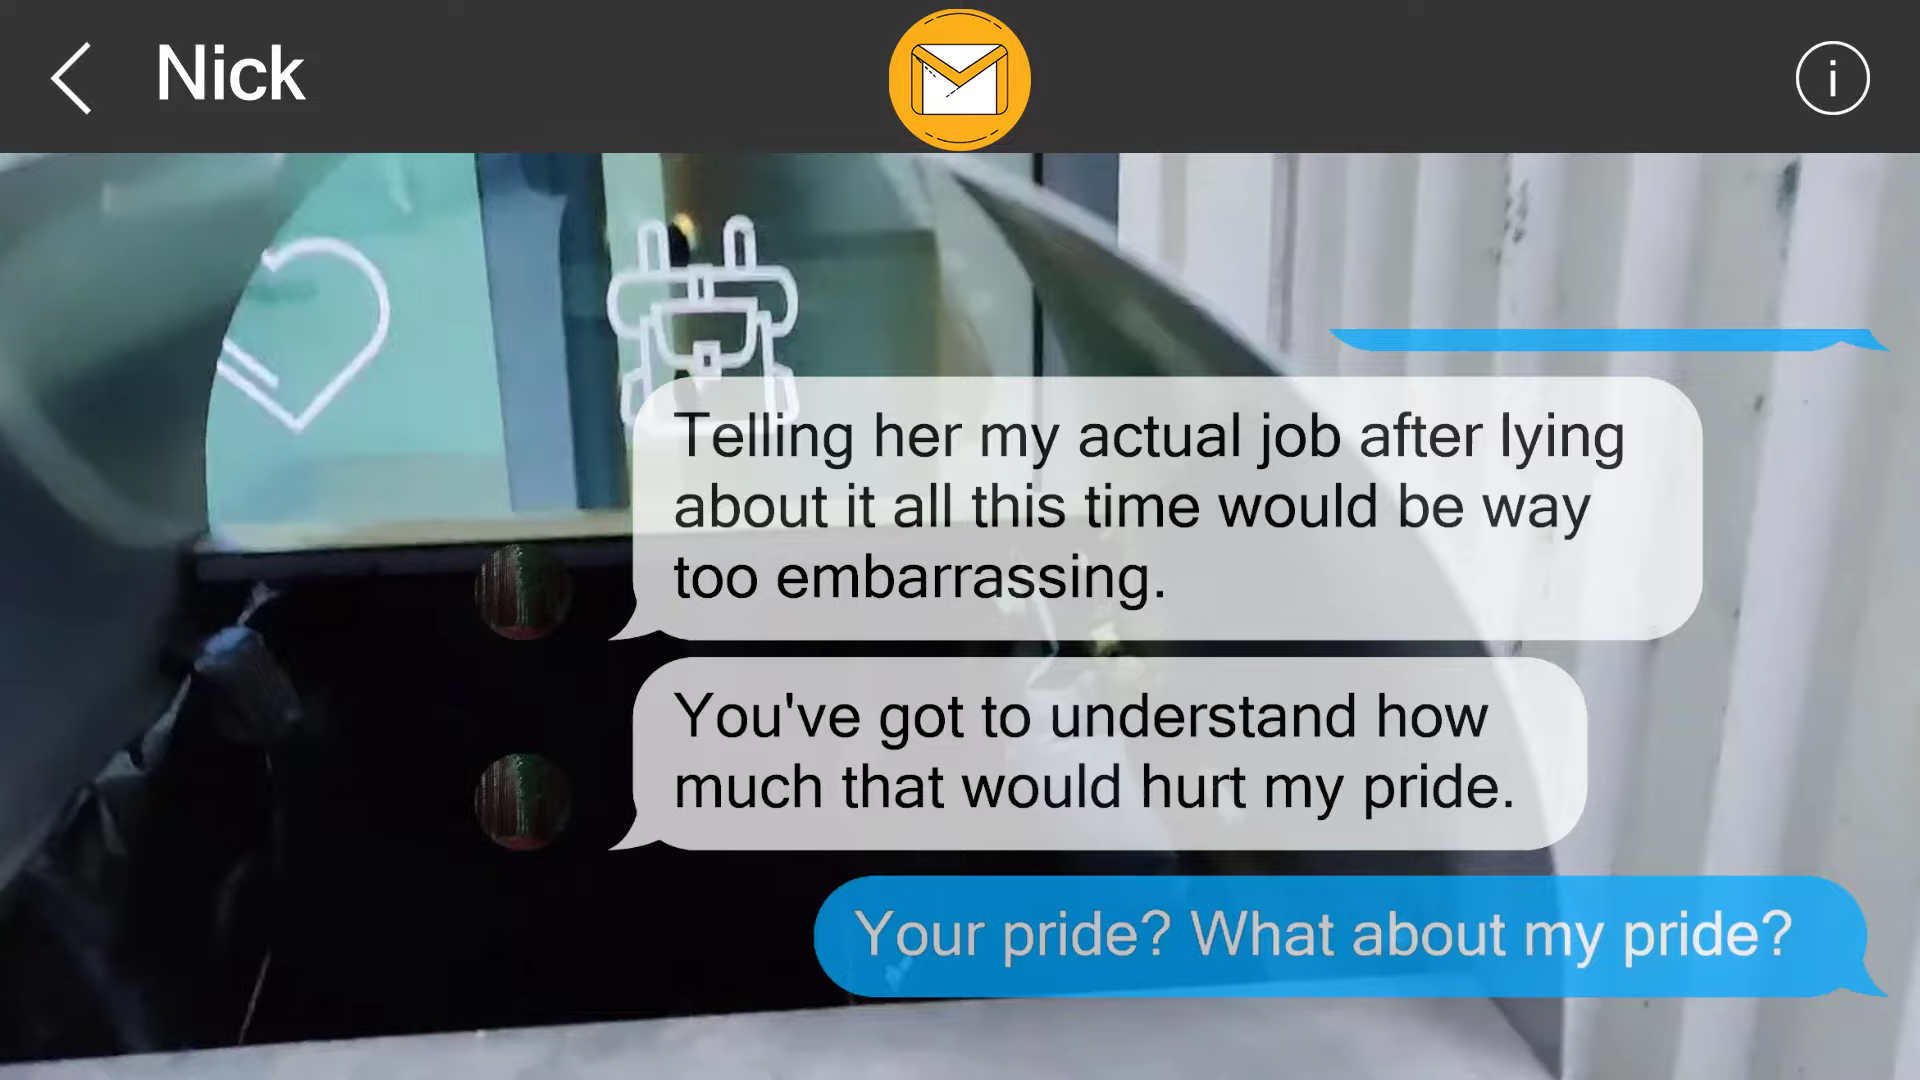 Nick
i
Telling her my actual job after lying
about it all this time would be way
too embarrassing.
You've got to understand how
much that would hurt my pride.
Your pride? What about my pride?